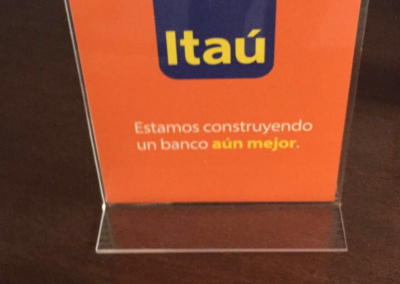 Itaú
Estamos construyendo
un banco aún mejor.